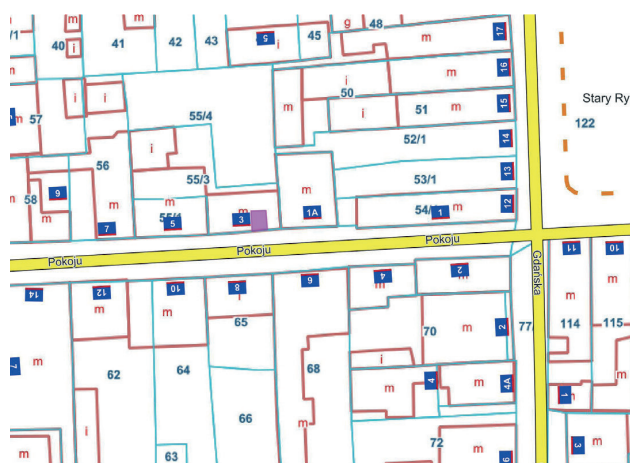 g 48
/1 40 41 42 43 5 i 45 m 17
i
m i 50 m 16
57 i i m
m 55/4 i 51 m 15
52/1 14
56 i
m 55/3 53/1 13
58 9 m m
m 7 5 3 m 1A 54/ 1 12
55/
Stary Ry
122
Pokoju Pokoju Pokoju
Gdańska
14 12 10 8 6 4 2 11 10
m m i m m m
65
m 70 m 2 77/ 114 115
62 64 68 i
m m 4 m 4A m 1 m
66
i
m 63 72 m 6 m 3